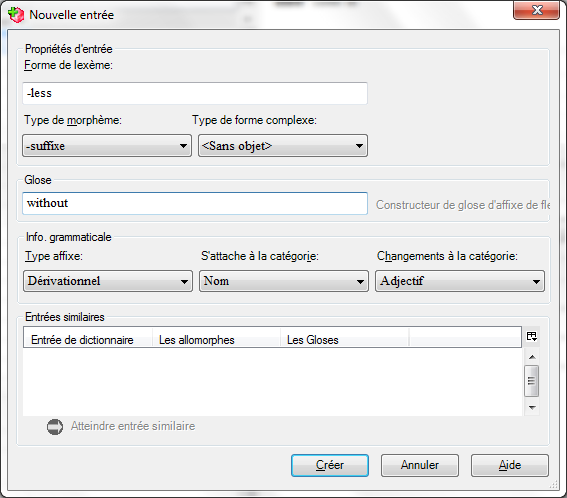 Nouvelle entrée
Propriétés d'entrée
Forme de lexème:
-less
Type de morphème: Type de forme complexe:
-suffixe <Sans objet>
Glose
without Constructeur de glose d'affixe de fle
Info. grammaticale
Type affixe: S'attache à la catégorie: Changements à la catégorie:
Dérivationnel Nom Adjectif
Entrées similaires
Entrée de dictionnaire Les allomorphes Les Gloses
Atteindre entrée similaire
Créer Annuler Aide